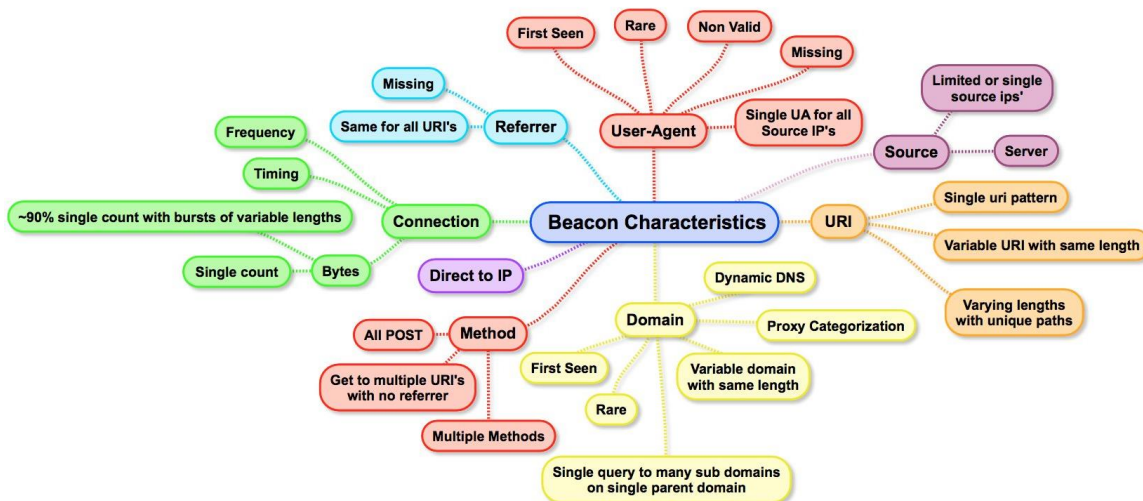 First Seen
Rare
Non Valid
Missing
Single UA for all
Source IP's
User-Agent
Missing
Same for all URI's
Referrer
Limited or single
source ips'
Source
Server
Frequency
Timing
~90% single count with bursts of variable lengths
Connection
Single count
Bytes
Beacon Characteristics
URI
Single uri pattern
Variable URI with same length
Varying lengths
with unique paths
Direct to IP
Method
All POST
Get to multiple URI's
with no referrer
Multiple Methods
Domain
Dynamic DNS
Proxy Categorization
Variable domain
with same length
First Seen
Rare
Single query to many sub domains
on single parent domain